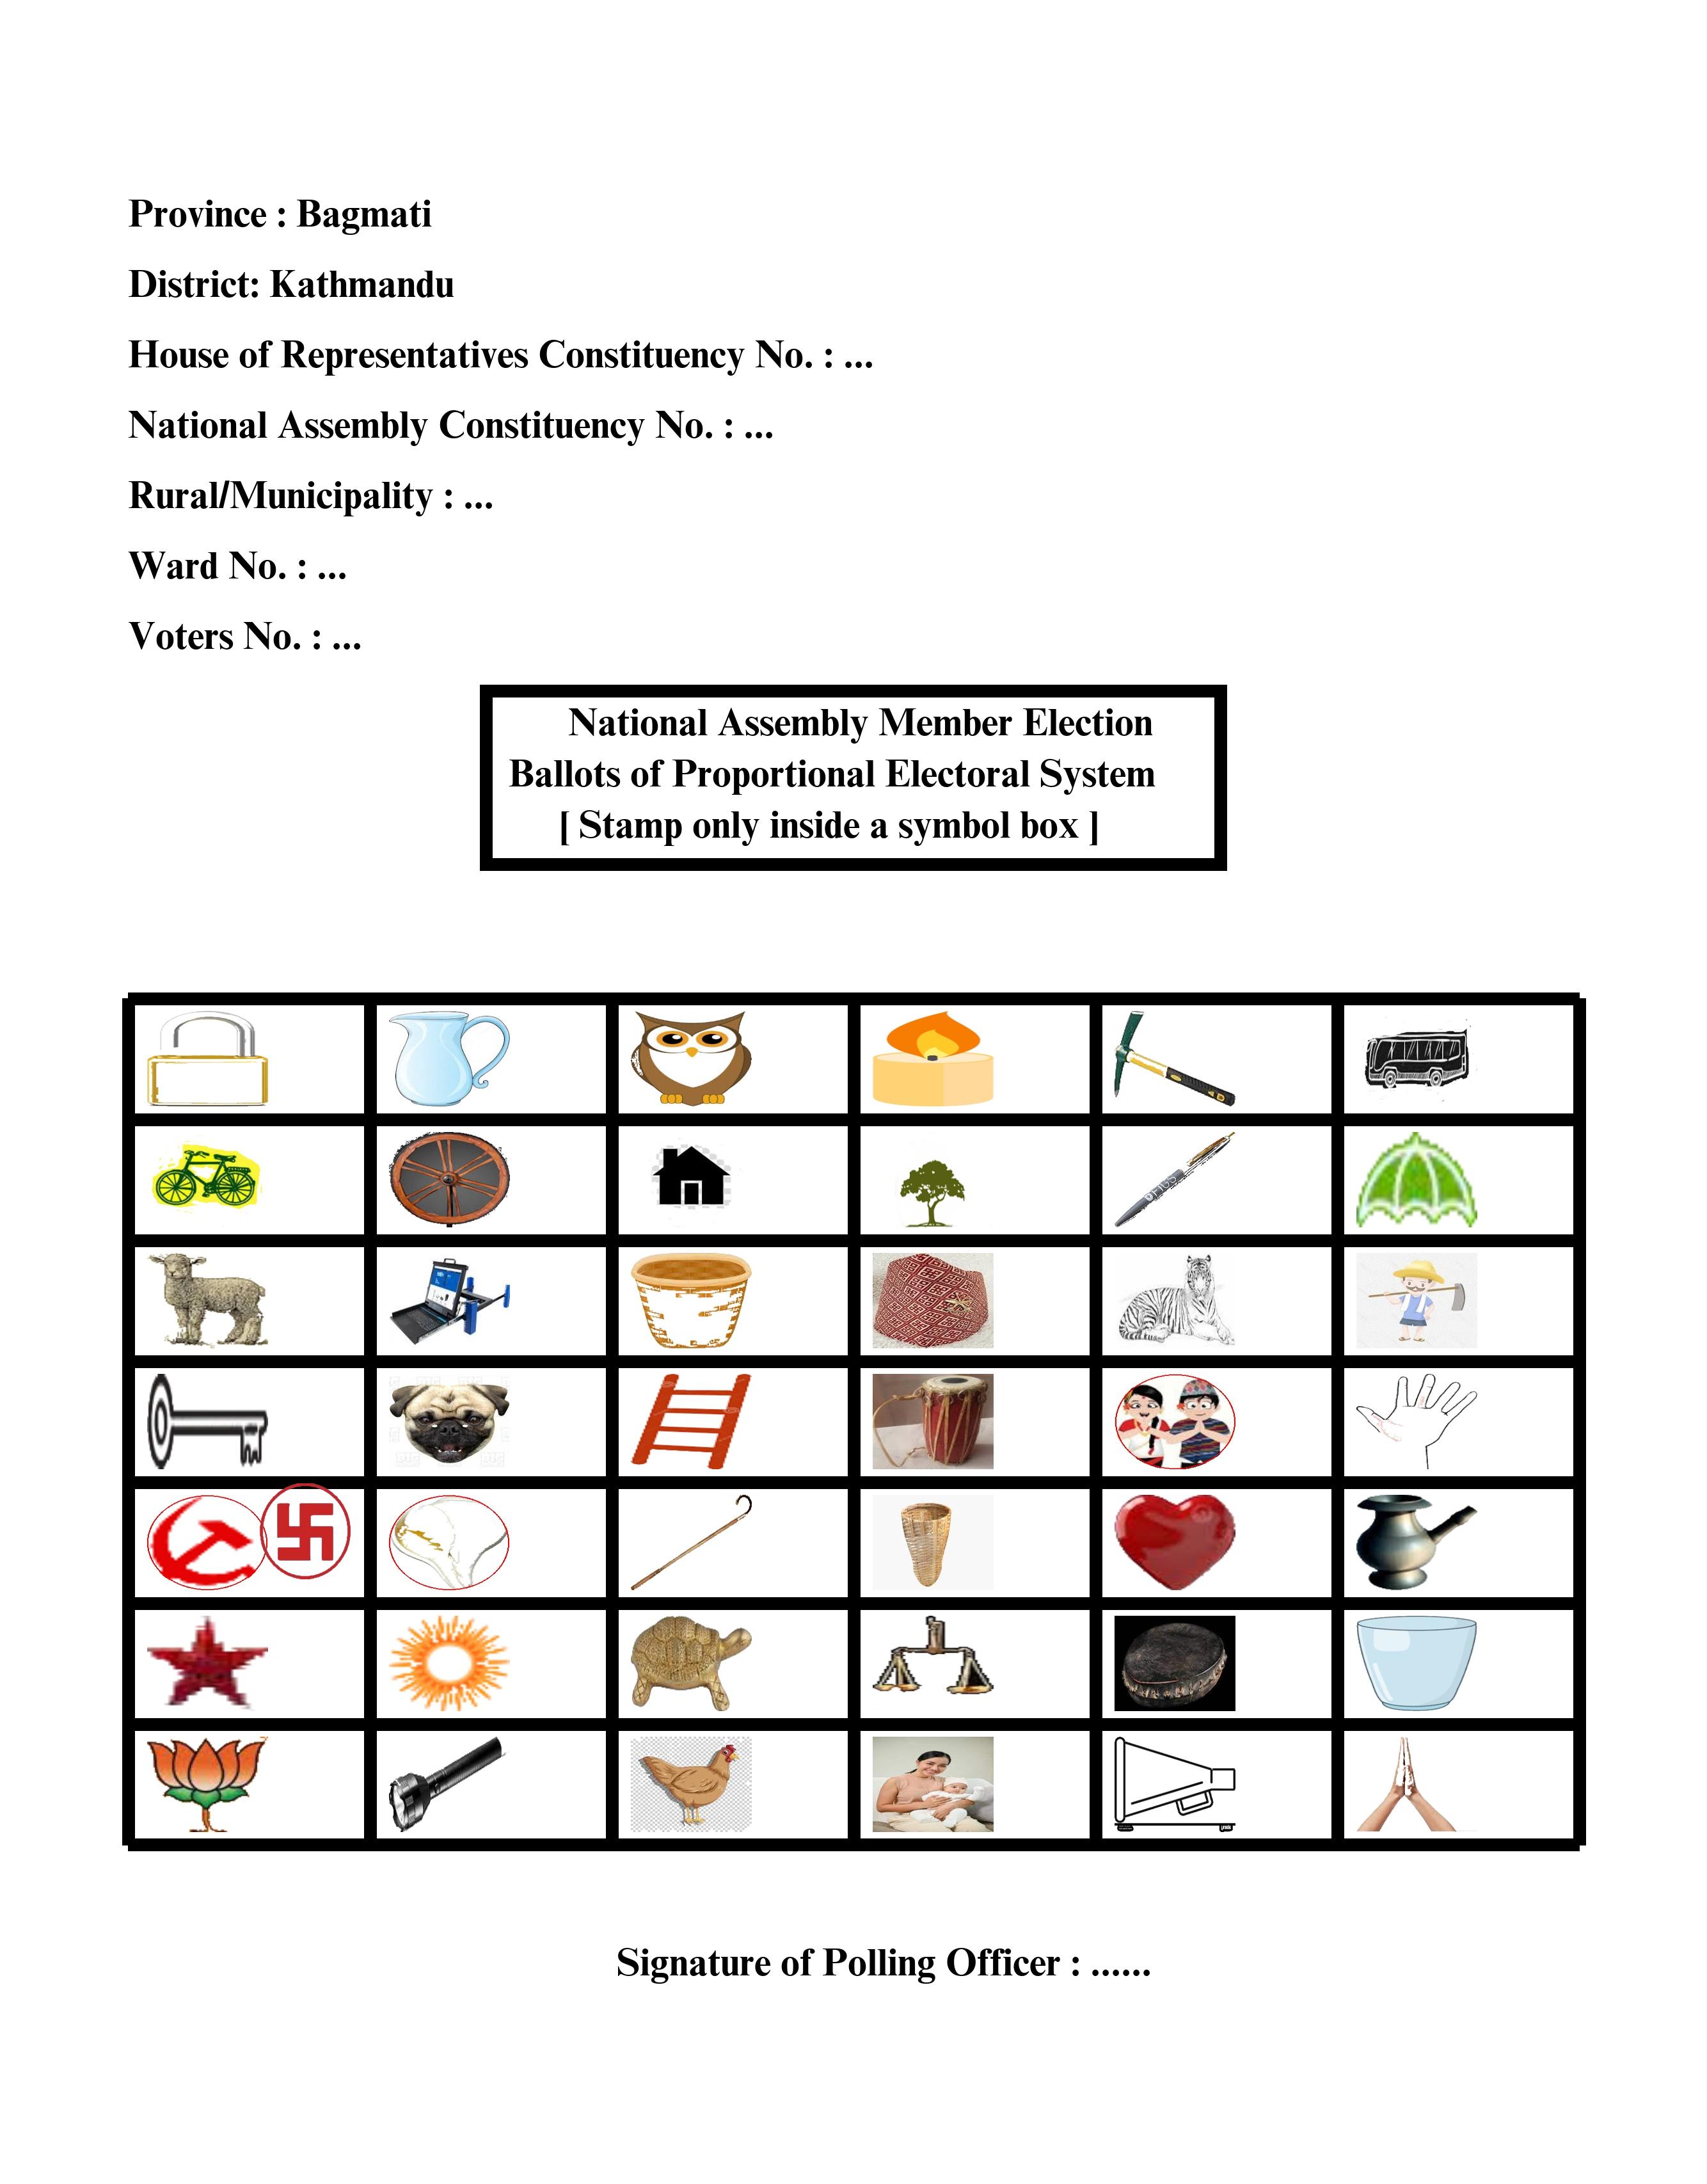 Province : Bagmati
District: Kathmandu
House of Representatives Constituency No. : ...
National Assembly Constituency No. : ...
Rural/Municipality : ...
Ward No. : ...
Voters No. : ...
National Assembly Member Election
Ballots of Proportional Electoral System
[ Stamp only inside a symbol box ]
Signature of Polling Officer : ......